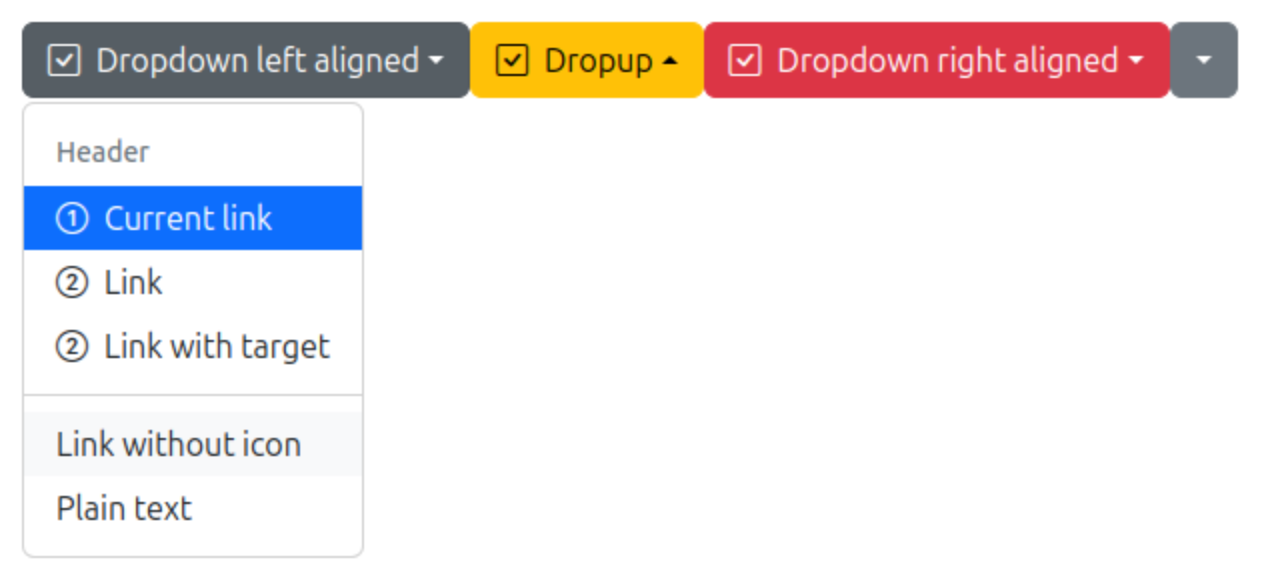 Dropdown left aligned Dropup Dropdown right aligned
Header
① Current link
② Link
② Link with target
Link without icon
Plain text